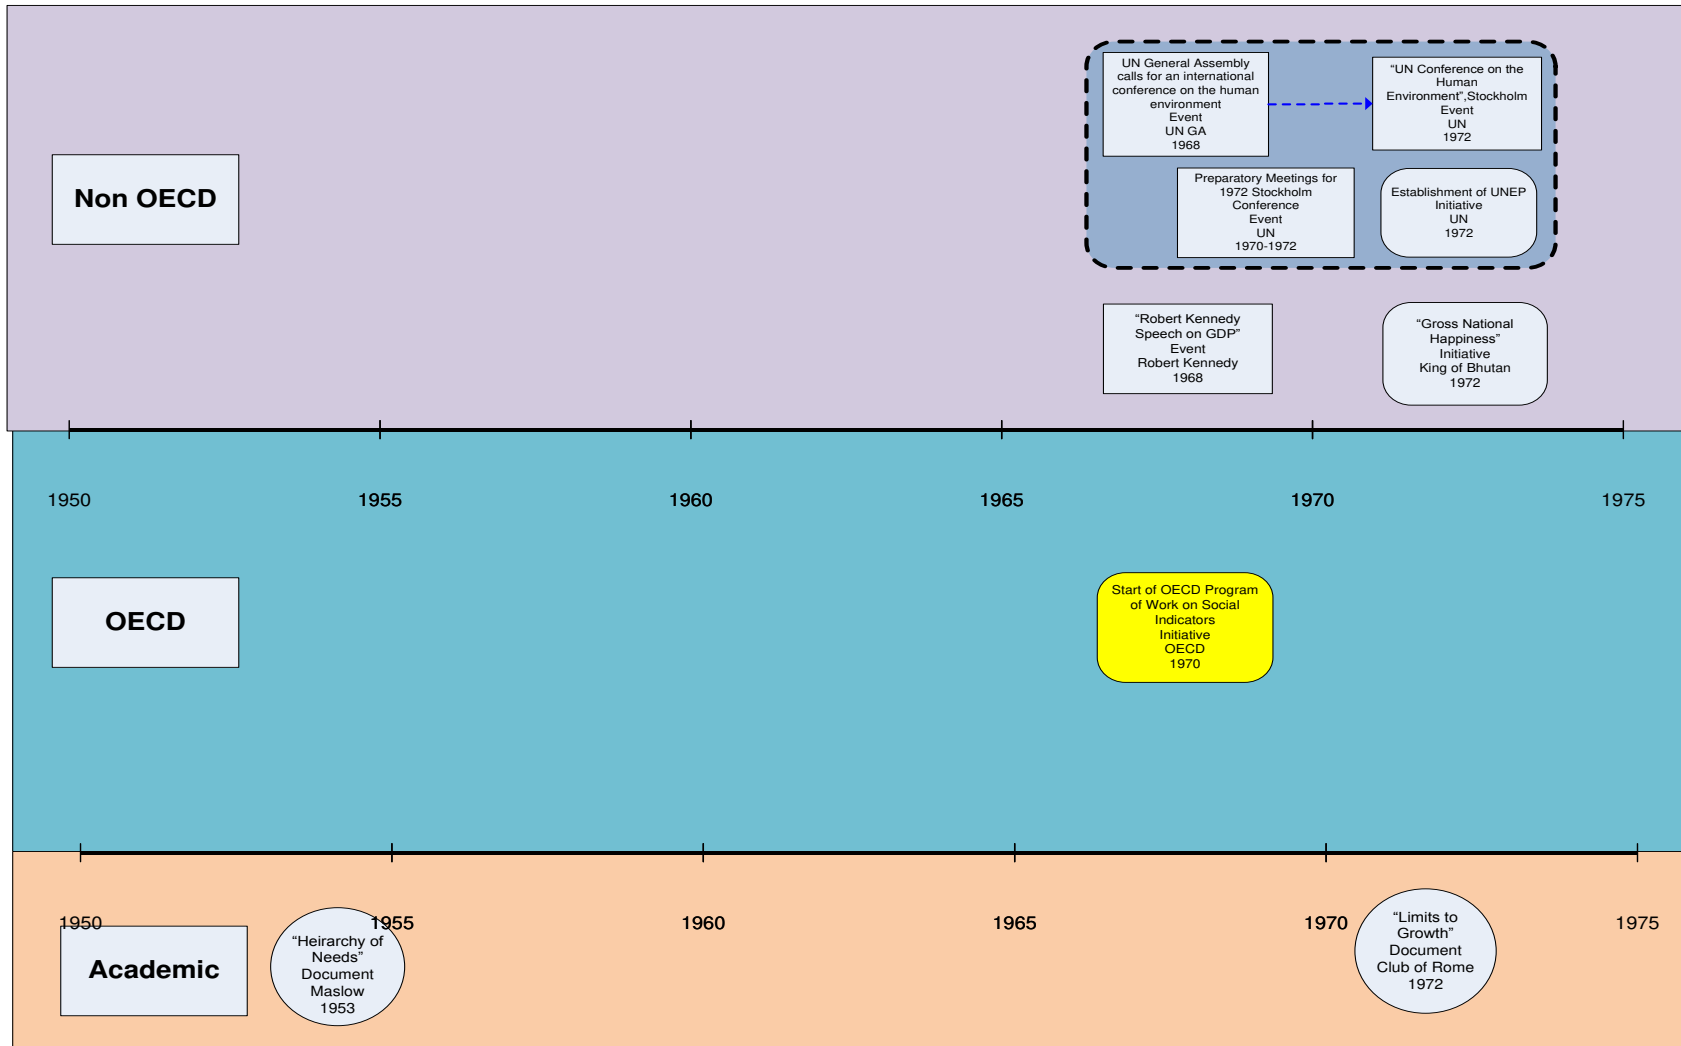 UN General Assembly
calls for an international
conference on the human
environment
Event
UN GA
1968
“UN Conference on the
Human
Environment”,Stockholm
Event
UN
1972
Non OECD
Preparatory Meetings for
1972 Stockholm
Conference
Event
UN
1970-1972
Establishment of UNEP
Initiative
UN
1972
“Robert Kennedy
Speech on GDP”
Event
Robert Kennedy
1968
“Gross National
Happiness”
Initiative
King of Bhutan
1972
1950 1955 1960 1965 1970 1975
OECD
Start of OECD Program
of Work on Social
Indicators
Initiative
OECD
1970
1950 1955 1960 1965 1970 1975
Academic
“Heirarchy of
Needs”
Document
Maslow
1953
“Limits to
Growth”
Document
Club of Rome
1972